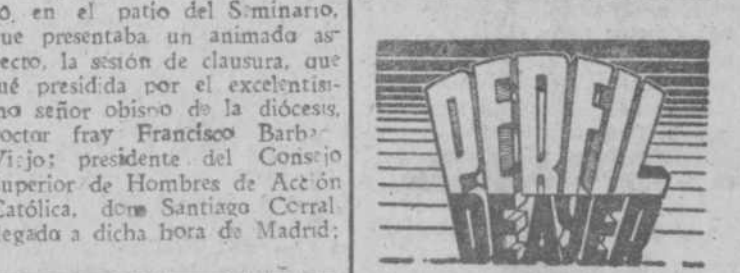 o, en el patio del Seminario,
ue presentaba un animado as-
ecto, la sesión de clausura, que
ué presidida por el excelentísi-
mo señor obispo de la diócesis,
octor fray Francisco Barba
Viejo; presidente del Consejo
uperior de Hombres de Acción
Católica, don Santiago Corral
legado a dicha hora de Madrid;
PERFIL
DE AYER